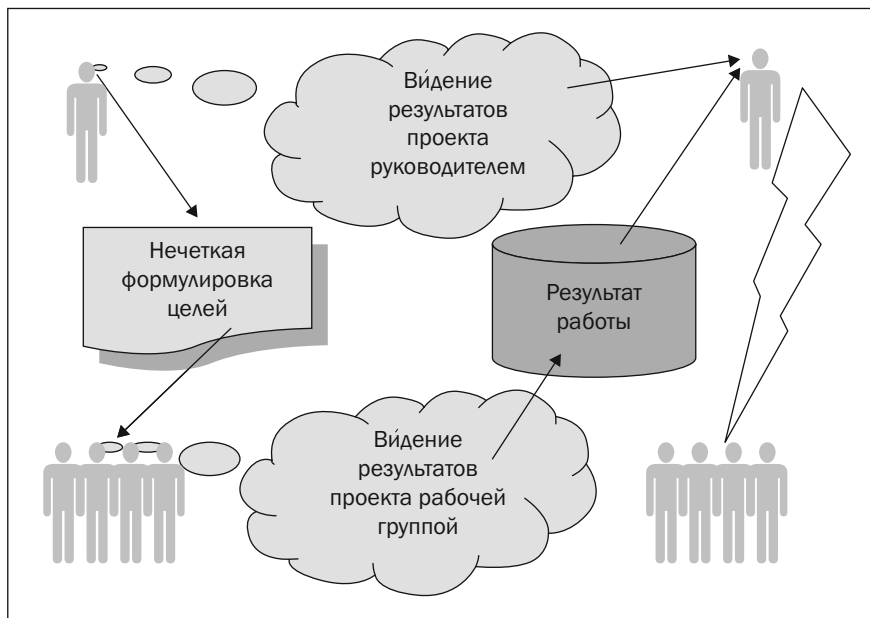 Ви́дение
результатов
проекта
руководителем
Нечеткая
формулировка
целей
Результат
работы
Ви́дение
результатов
проекта рабочей
группой